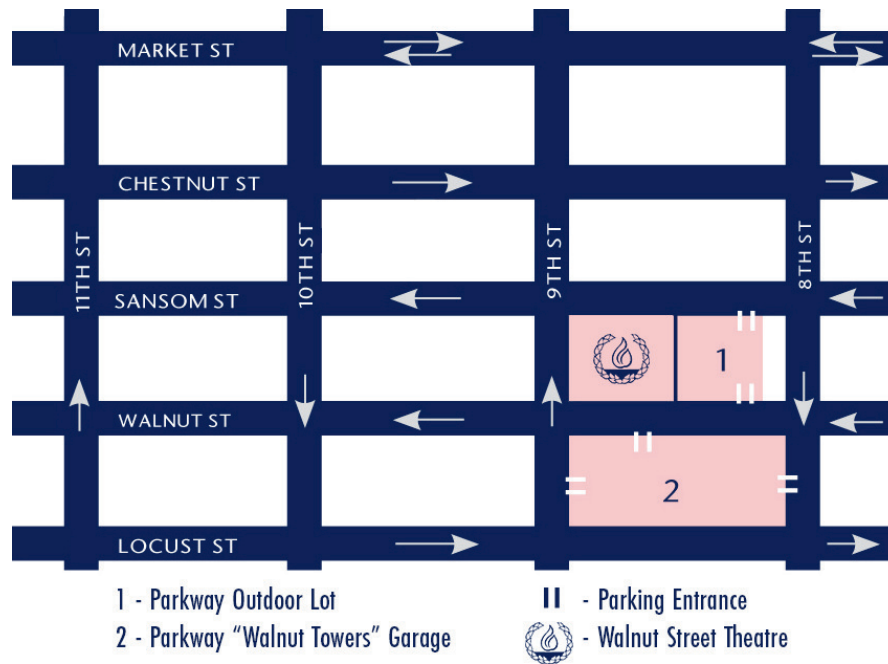 MARKET ST
CHESTNUT ST
11TH ST
10TH ST
9TH ST
8TH ST
SANSOM ST
1
WALNUT ST
2
LOCUST ST
1 - Parkway Outdoor Lot
- Parking Entrance
2 - Parkway “Walnut Towers” Garage
- Walnut Street Theatre